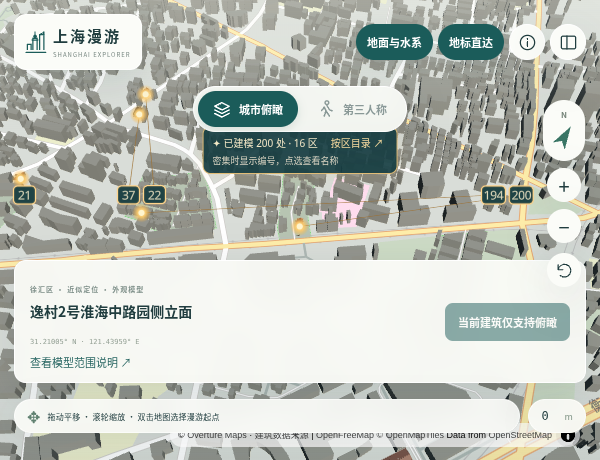 上海漫游
SHANGHAI EXPLORER
地面与水系
地标直达
N
城市俯瞰
第三人称
✦ 已建模 200 处 · 16 区 按区目录 ↗
密集时显示编号，点选查看名称
21
37
22
194
200
+
−
徐汇区 · 近似定位 · 外观模型
逸村2号淮海中路园侧立面
31.21005° N · 121.43959° E
查看模型范围说明 ↗
当前建筑仅支持俯瞰
拖动平移 · 滚轮缩放 · 双击地图选择漫游起点
0 m
© Overture Maps · 建筑数据来源 | OpenFreeMap © OpenMapTiles Data from OpenStreetMap